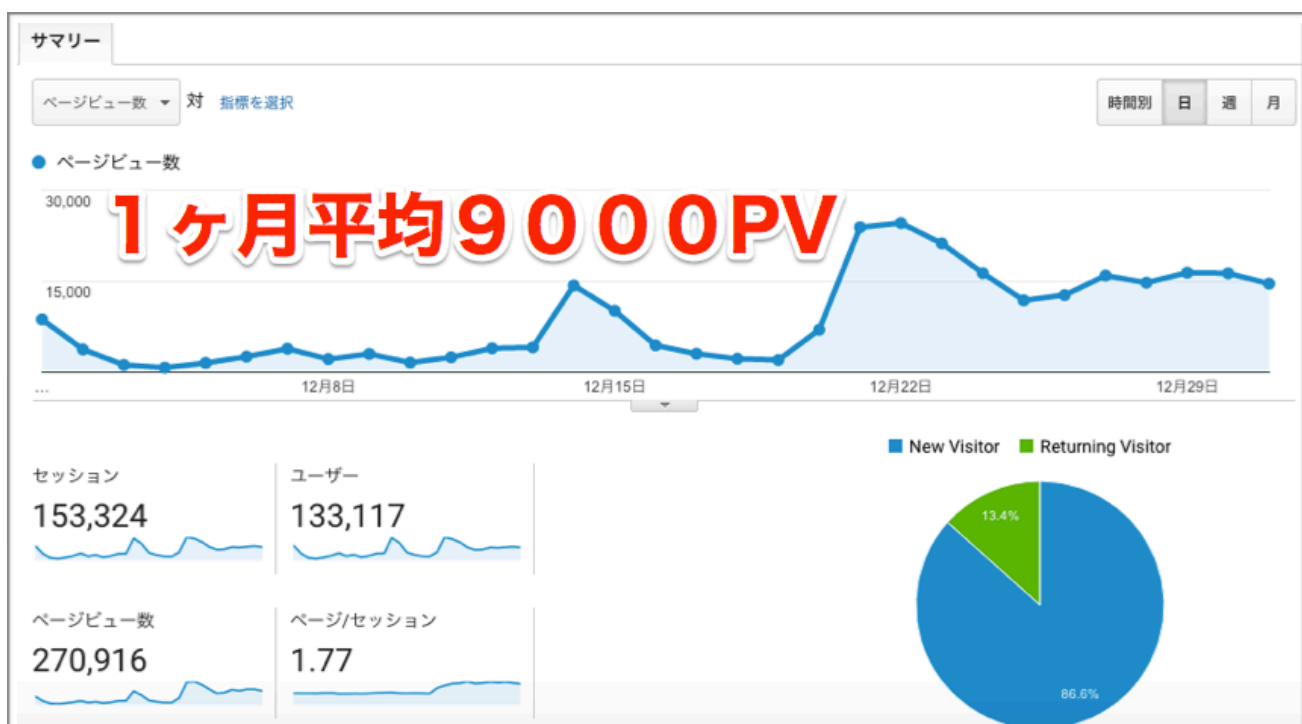 サマリー
ページビュー数 対 指標を選択
時間別 日 週 月
ページビュー数
30,000
1ヶ月平均9000PV
15,000
... 12月8日 12月15日 12月22日 12月29日
New Visitor Returning Visitor
セッション
153,324
ユーザー
133,117
13.4%
ページビュー数
270,916
ページ/セッション
1.77
86.6%